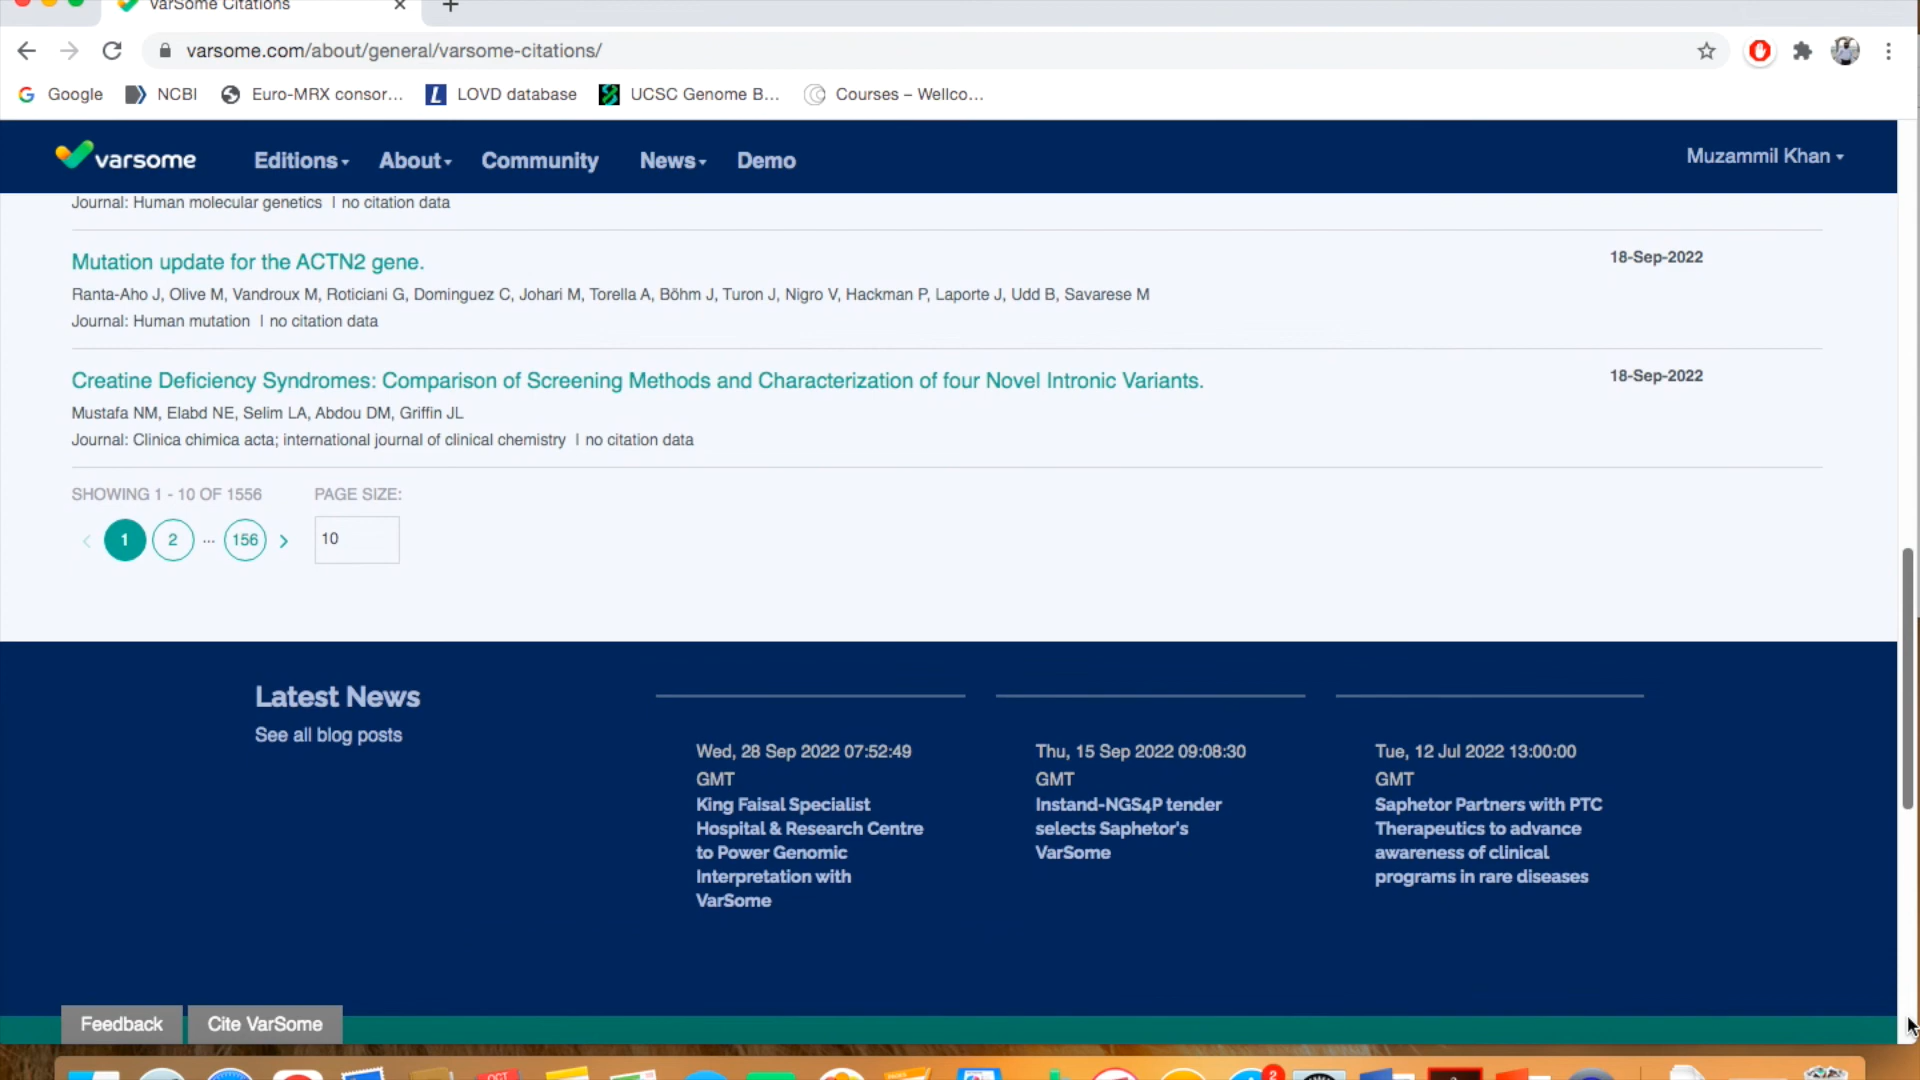 VarSome Citations
varsome.com/about/general/varsome-citations/
Google NCBI Euro-MRX consor... LOVD database UCSC Genome B... Courses – Wellco...
varsome Editions About Community News Demo Muzammil Khan
Journal: Human molecular genetics | no citation data
Mutation update for the ACTN2 gene. 18-Sep-2022
Ranta-Aho J, Olive M, Vandroux M, Roticiani G, Dominguez C, Johari M, Torella A, Böhm J, Turon J, Nigro V, Hackman P, Laporte J, Udd B, Savarese M
Journal: Human mutation | no citation data
Creatine Deficiency Syndromes: Comparison of Screening Methods and Characterization of four Novel Intronic Variants. 18-Sep-2022
Mustafa NM, Elabd NE, Selim LA, Abdou DM, Griffin JL
Journal: Clinica chimica acta; international journal of clinical chemistry | no citation data
SHOWING 1 - 10 OF 1556 PAGE SIZE:
1 2 ... 156 10
Latest News
See all blog posts
Wed, 28 Sep 2022 07:52:49
GMT
King Faisal Specialist
Hospital & Research Centre
to Power Genomic
Interpretation with
VarSome
Thu, 15 Sep 2022 09:08:30
GMT
Instand-NGS4P tender
selects Saphetor's
VarSome
Tue, 12 Jul 2022 13:00:00
GMT
Saphetor Partners with PTC
Therapeutics to advance
awareness of clinical
programs in rare diseases
Feedback Cite VarSome
OCT
PAGES
2